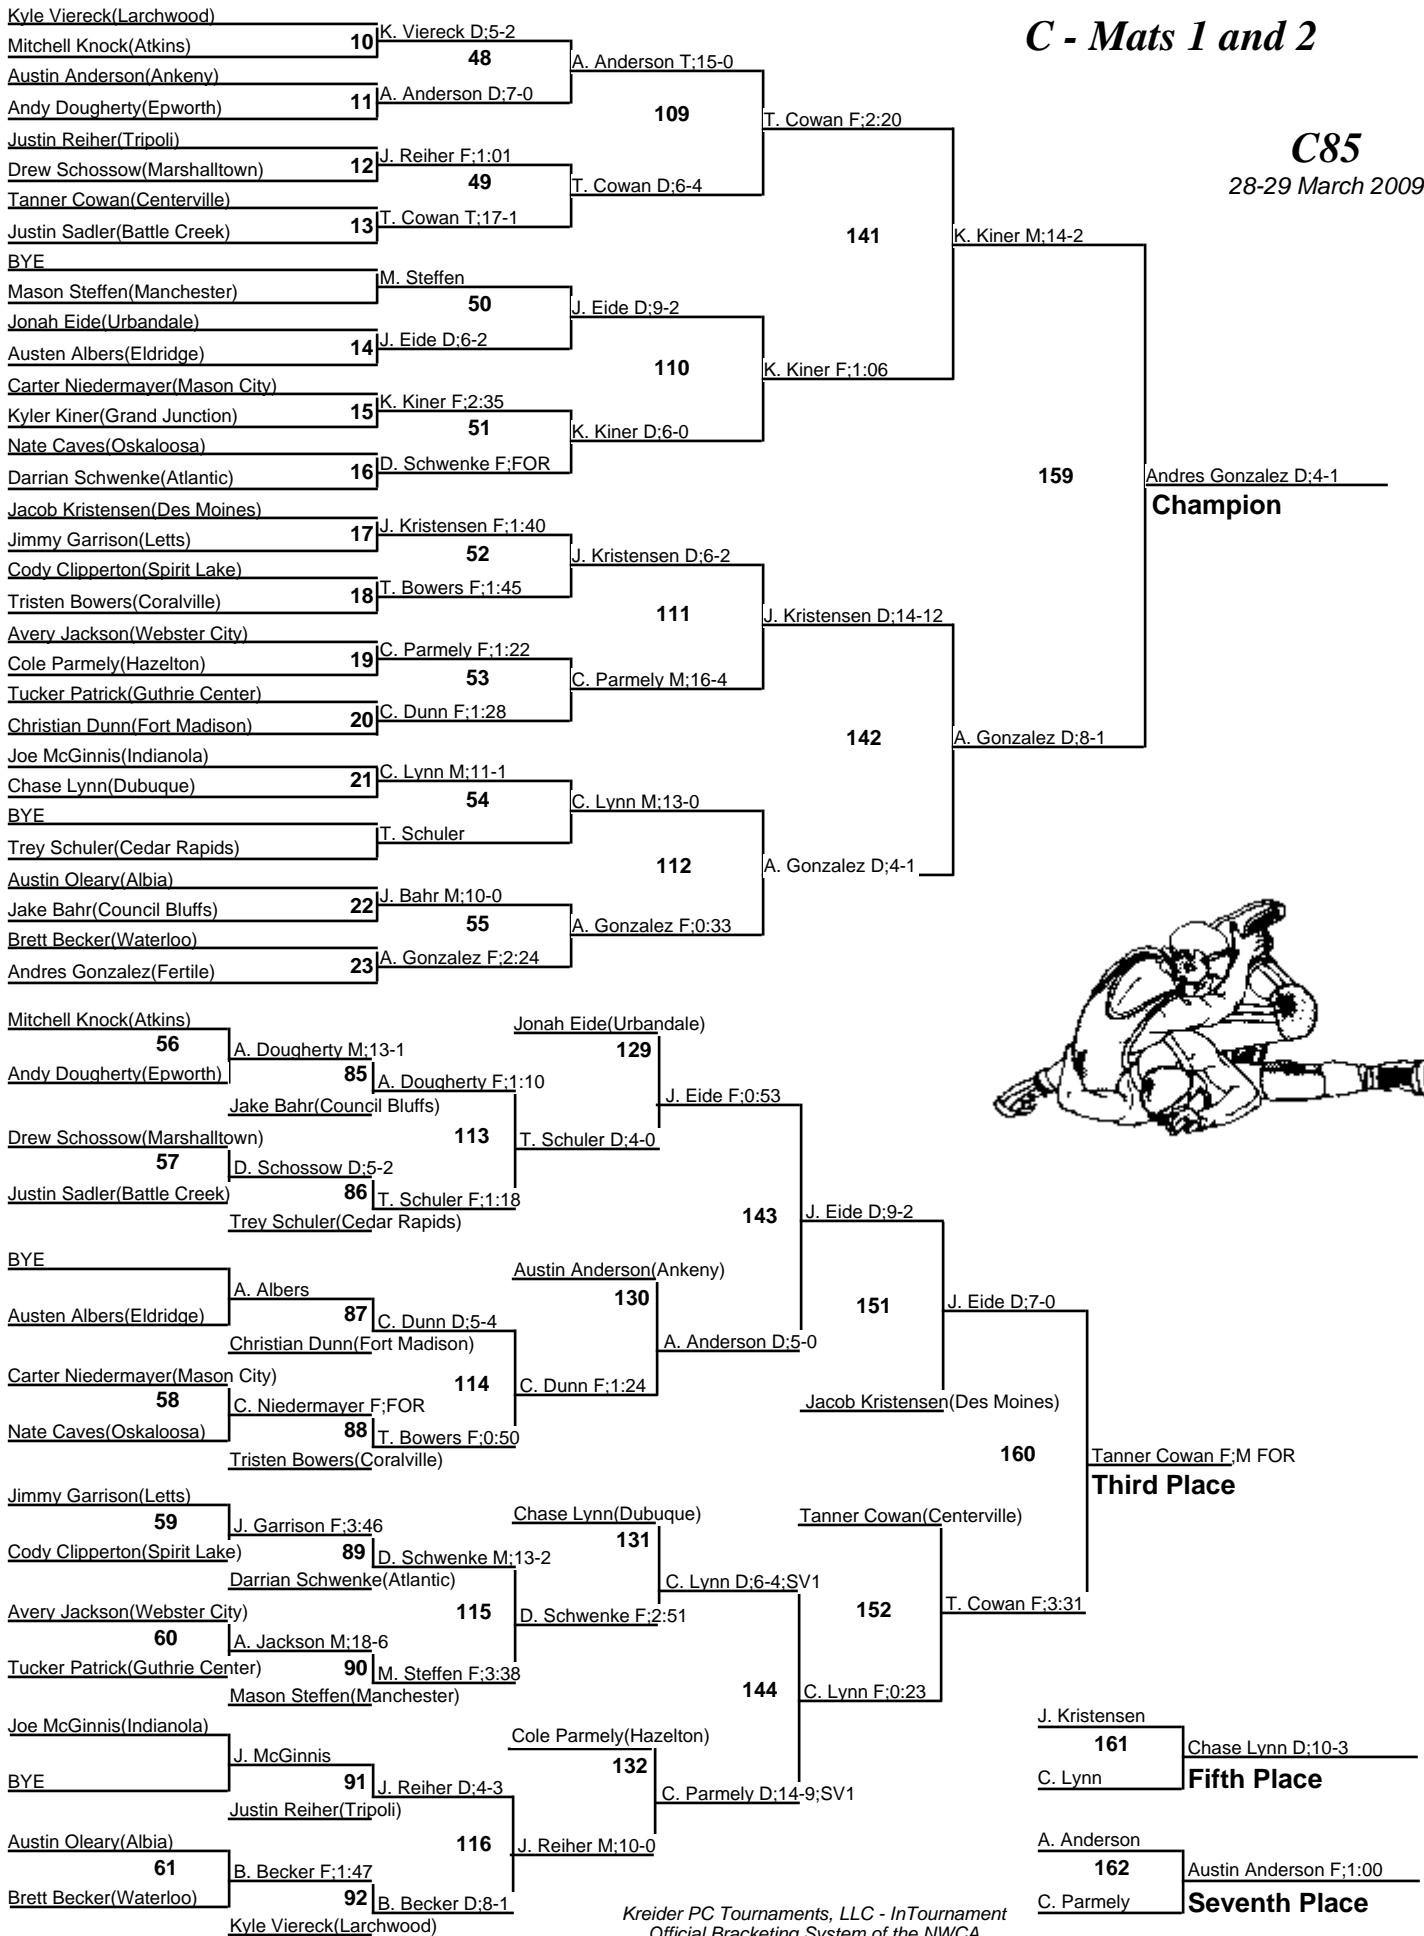 C - Mats 1 and 2
C85
28-29 March 2009
Kyle Viereck(Larchwood)
Mitchell Knock(Atkins)
10
K. Viereck D;5-2
48
Austin Anderson(Ankeny)
Andy Dougherty(Epworth)
11
A. Anderson D;7-0
A. Anderson T;15-0
109
Justin Reiher(Tripoli)
Drew Schossow(Marshalltown)
12
J. Reiher F;1:01
49
Tanner Cowan(Centerville)
Justin Sadler(Battle Creek)
13
T. Cowan T;17-1
T. Cowan D;6-4
T. Cowan F;2:20
141
BYE
Mason Steffen(Manchester)
M. Steffen
50
Jonah Eide(Urbandale)
Austen Albers(Eldridge)
14
J. Eide D;6-2
J. Eide D;9-2
110
Carter Niedermayer(Mason City)
Kyler Kiner(Grand Junction)
15
K. Kiner F;2:35
51
Nate Caves(Oskaloosa)
Darrian Schwenke(Atlantic)
16
D. Schwenke F;FOR
K. Kiner D;6-0
K. Kiner F;1:06
K. Kiner M;14-2
159
Andres Gonzalez D;4-1
Champion
Jacob Kristensen(Des Moines)
Jimmy Garrison(Letts)
17
J. Kristensen F;1:40
52
Cody Clipperton(Spirit Lake)
Tristen Bowers(Coralville)
18
T. Bowers F;1:45
J. Kristensen D;6-2
111
Avery Jackson(Webster City)
Cole Parmely(Hazelton)
19
C. Parmely F;1:22
53
Tucker Patrick(Guthrie Center)
Christian Dunn(Fort Madison)
20
C. Dunn F;1:28
C. Parmely M;16-4
J. Kristensen D;14-12
142
Joe McGinnis(Indianola)
Chase Lynn(Dubuque)
21
C. Lynn M;11-1
54
BYE
Trey Schuler(Cedar Rapids)
T. Schuler
C. Lynn M;13-0
112
Austin Oleary(Albia)
Jake Bahr(Council Bluffs)
22
J. Bahr M;10-0
55
Brett Becker(Waterloo)
Andres Gonzalez(Fertile)
23
A. Gonzalez F;2:24
A. Gonzalez F;0:33
A. Gonzalez D;4-1
A. Gonzalez D;8-1
Mitchell Knock(Atkins)
56
Andy Dougherty(Epworth)
A. Dougherty M;13-1
85
Jake Bahr(Council Bluffs)
A. Dougherty F;1:10
113
Drew Schossow(Marshalltown)
57
Justin Sadler(Battle Creek)
D. Schossow D;5-2
86
Trey Schuler(Cedar Rapids)
T. Schuler F;1:18
T. Schuler D;4-0
Jonah Eide(Urbandale)
129
J. Eide F;0:53
143
BYE
Austen Albers(Eldridge)
A. Albers
87
Christian Dunn(Fort Madison)
C. Dunn D;5-4
114
Carter Niedermayer(Mason City)
58
Nate Caves(Oskaloosa)
C. Niedermayer F;FOR
88
Tristen Bowers(Coralville)
T. Bowers F;0:50
C. Dunn F;1:24
Austin Anderson(Ankeny)
130
A. Anderson D;5-0
J. Eide D;9-2
151
Jacob Kristensen(Des Moines)
J. Eide D;7-0
160
Tanner Cowan F;M FOR
Third Place
Jimmy Garrison(Letts)
59
Cody Clipperton(Spirit Lake)
J. Garrison F;3:46
89
Darrian Schwenke(Atlantic)
D. Schwenke M;13-2
115
Avery Jackson(Webster City)
60
Tucker Patrick(Guthrie Center)
A. Jackson M;18-6
90
Mason Steffen(Manchester)
M. Steffen F;3:38
D. Schwenke F;2:51
Chase Lynn(Dubuque)
131
C. Lynn D;6-4;SV1
144
Joe McGinnis(Indianola)
BYE
J. McGinnis
91
Justin Reiher(Tripoli)
J. Reiher D;4-3
116
Austin Oleary(Albia)
61
Brett Becker(Waterloo)
B. Becker F;1:47
92
Kyle Viereck(Larchwood)
B. Becker D;8-1
J. Reiher M;10-0
Cole Parmely(Hazelton)
132
C. Parmely D;14-9;SV1
C. Lynn F;0:23
Tanner Cowan(Centerville)
152
T. Cowan F;3:31
J. Kristensen
161
C. Lynn
Chase Lynn D;10-3
Fifth Place
A. Anderson
162
C. Parmely
Austin Anderson F;1:00
Seventh Place
Kreider PC Tournaments, LLC - InTournament
Official Bracketing System of the NWCA